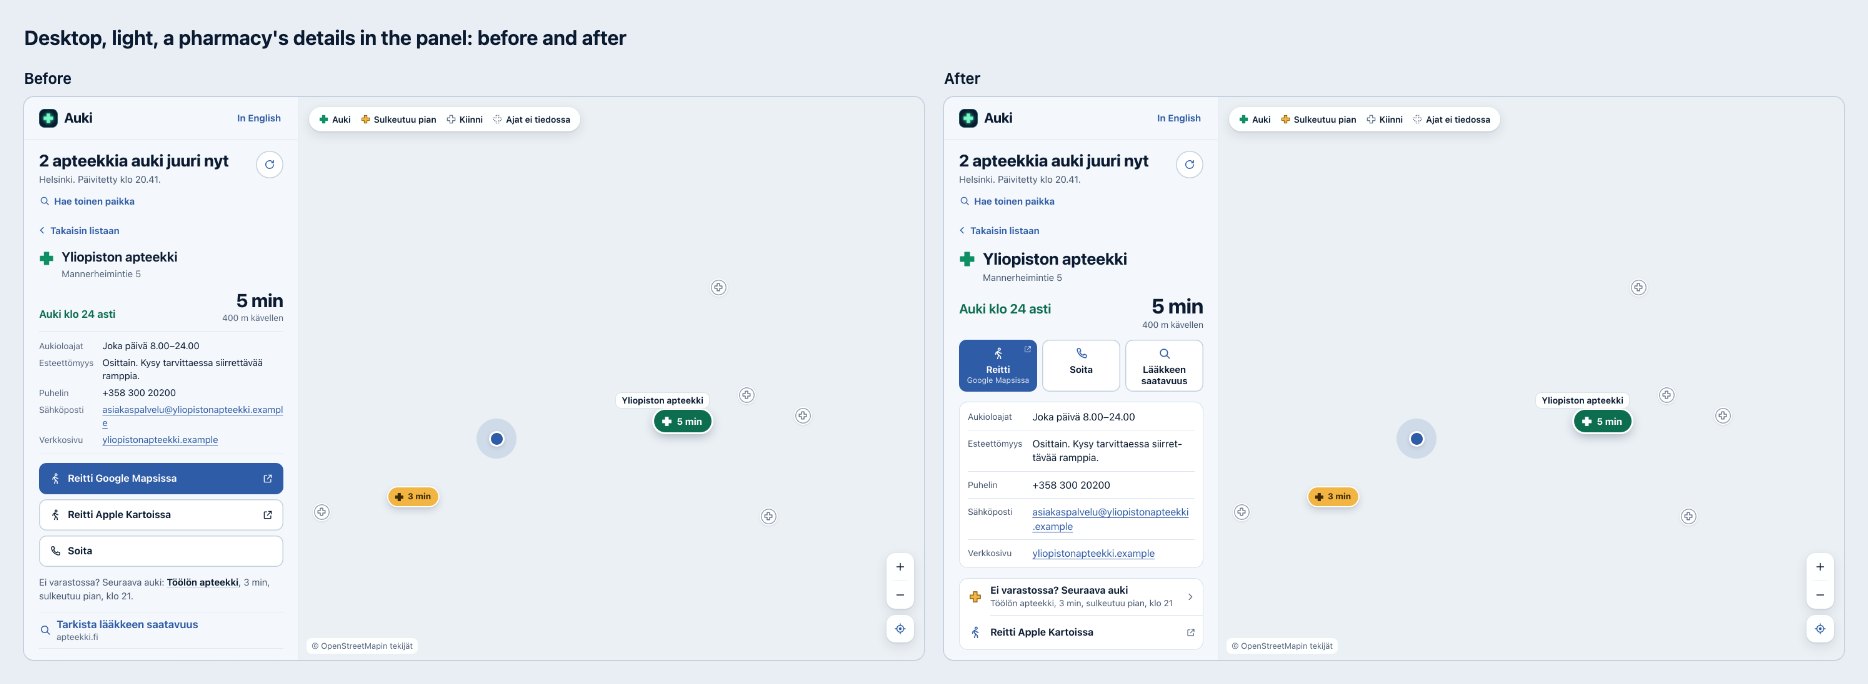 Desktop, light, a pharmacy's details in the panel: before and after
Before
Auki
In English
2 apteekkia auki juuri nyt
Helsinki. Päivitetty klo 20.41.
Hae toinen paikka
Takaisin listaan
Yliopiston apteekki
Mannerheimintie 5
5 min
Auki klo 24 asti
400 m kävellen
Aukioloajat Joka päivä 8.00–24.00
Esteettömyys Osittain. Kysy tarvittaessa siirrettävää
ramppia.
Puhelin +358 300 20200
Sähköposti asiakaspalvelu@yliopistonapteekki.exampl
e
Verkkosivu yliopistonapteekki.example
Reitti Google Mapsissa
Reitti Apple Kartoissa
Soita
Ei varastossa? Seuraava auki: Töölön apteekki, 3 min,
sulkeutuu pian, klo 21.
Tarkista lääkkeen saatavuus
apteekki.fi
Auki Sulkeutuu pian Kiinni Ajat ei tiedossa
Yliopiston apteekki
5 min
3 min
+
−
© OpenStreetMapin tekijät
After
Auki
In English
2 apteekkia auki juuri nyt
Helsinki. Päivitetty klo 20.41.
Hae toinen paikka
Takaisin listaan
Yliopiston apteekki
Mannerheimintie 5
Auki klo 24 asti
5 min
400 m kävellen
Reitti
Google Mapsissa
Soita
Lääkkeen
saatavuus
Aukioloajat Joka päivä 8.00–24.00
Esteettömyys Osittain. Kysy tarvittaessa siirret-
tävää ramppia.
Puhelin +358 300 20200
Sähköposti asiakaspalvelu@yliopistonapteekki
.example
Verkkosivu yliopistonapteekki.example
Ei varastossa? Seuraava auki
Töölön apteekki, 3 min, sulkeutuu pian, klo 21
Reitti Apple Kartoissa
Auki Sulkeutuu pian Kiinni Ajat ei tiedossa
Yliopiston apteekki
5 min
3 min
+
−
© OpenStreetMapin tekijät